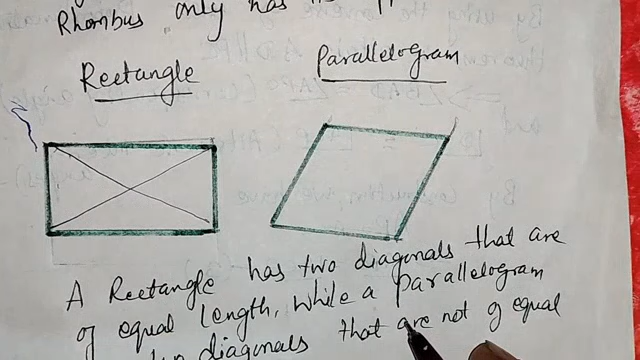 Rhombus only has
Rectangle
Parallelogram
A Rectangle has two diagonals that are
of equal length, while a parallelogram
diagonals that are not of equal